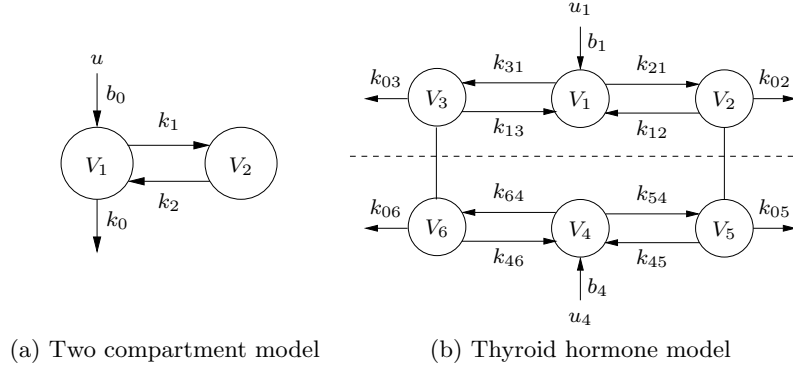 u
b₀
k₁
V₁
V₂
k₂
k₀
(a) Two compartment model
u₁
b₁
k₀₃
k₃₁
k₂₁
k₀₂
V₃
V₁
V₂
k₁₃
k₁₂
k₀₆
k₆₄
k₅₄
k₀₅
V₆
V₄
V₅
k₄₆
k₄₅
b₄
u₄
(b) Thyroid hormone model